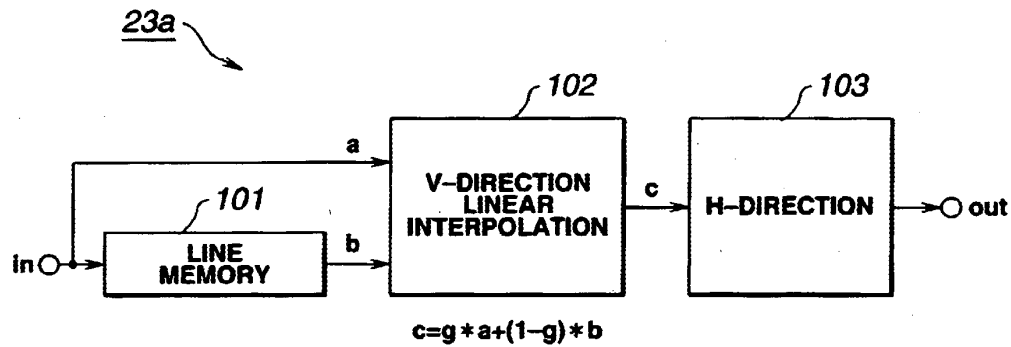 23a
102
103
a
V-DIRECTION
LINEAR
INTERPOLATION
c
H-DIRECTION
out
101
in
LINE
MEMORY
b
c=g*a+(1-g)*b